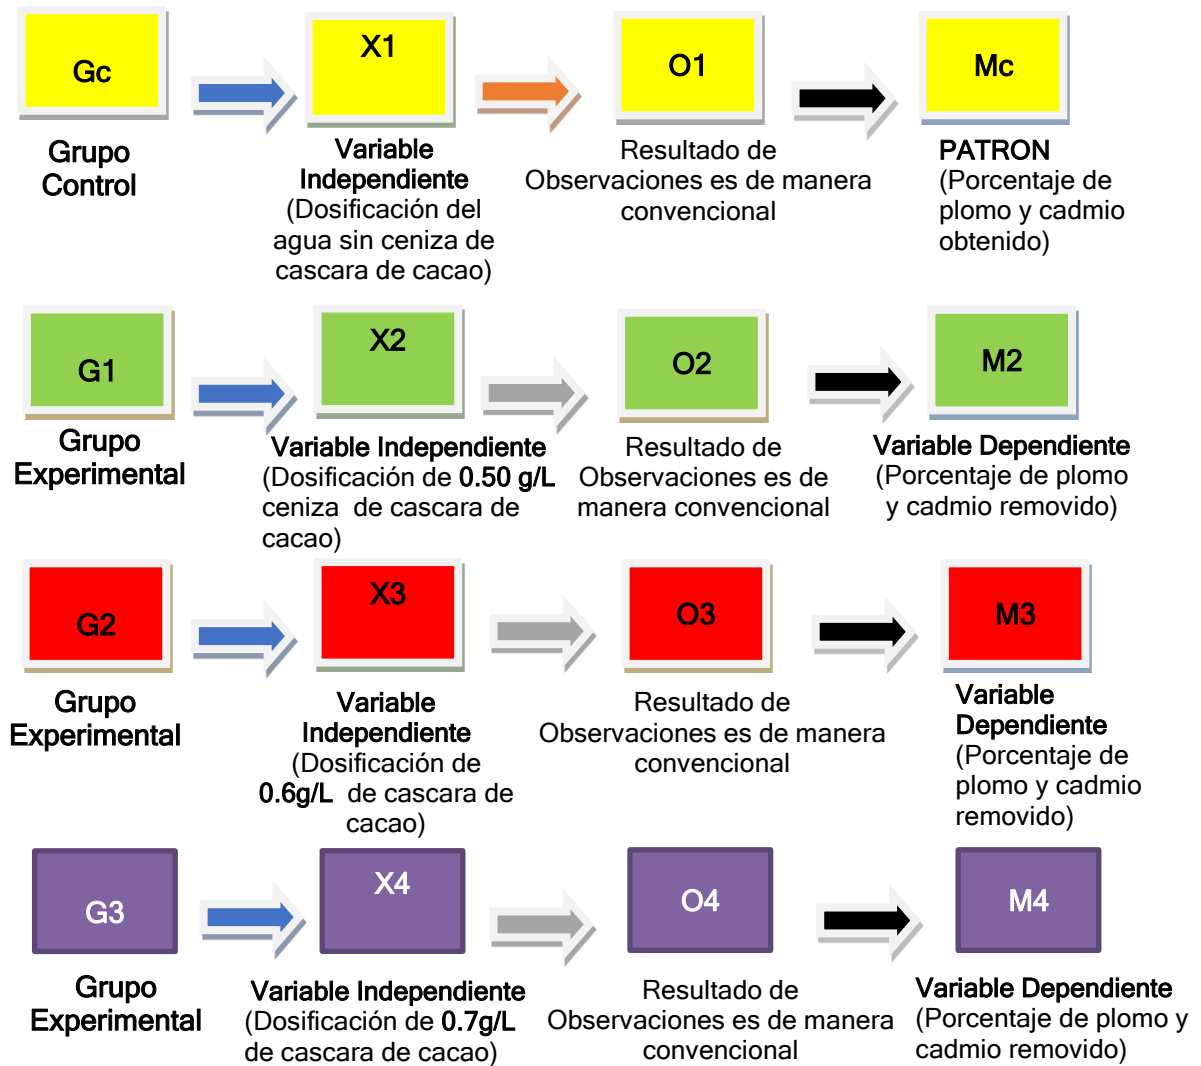 Gc
X1
O1
Mc
Grupo
Control
Variable
Independiente
(Dosificación del
agua sin ceniza de
cascara de cacao)
Resultado de
Observaciones es de manera
convencional
PATRON
(Porcentaje de
plomo y cadmio
obtenido)
G1
X2
O2
M2
Grupo
Experimental
Variable Independiente
(Dosificación de 0.50 g/L
ceniza de cascara de
cacao)
Resultado de
Observaciones es de
manera convencional
Variable Dependiente
(Porcentaje de plomo
y cadmio removido)
G2
X3
O3
M3
Grupo
Experimental
Variable
Independiente
(Dosificación de
0.6g/L de cascara de
cacao)
Resultado de
Observaciones es de manera
convencional
Variable
Dependiente
(Porcentaje de
plomo y cadmio
removido)
G3
X4
O4
M4
Grupo
Experimental
Variable Independiente
(Dosificación de 0.7g/L
de cascara de cacao)
Resultado de
Observaciones es de manera
convencional
Variable Dependiente
(Porcentaje de plomo y
cadmio removido)